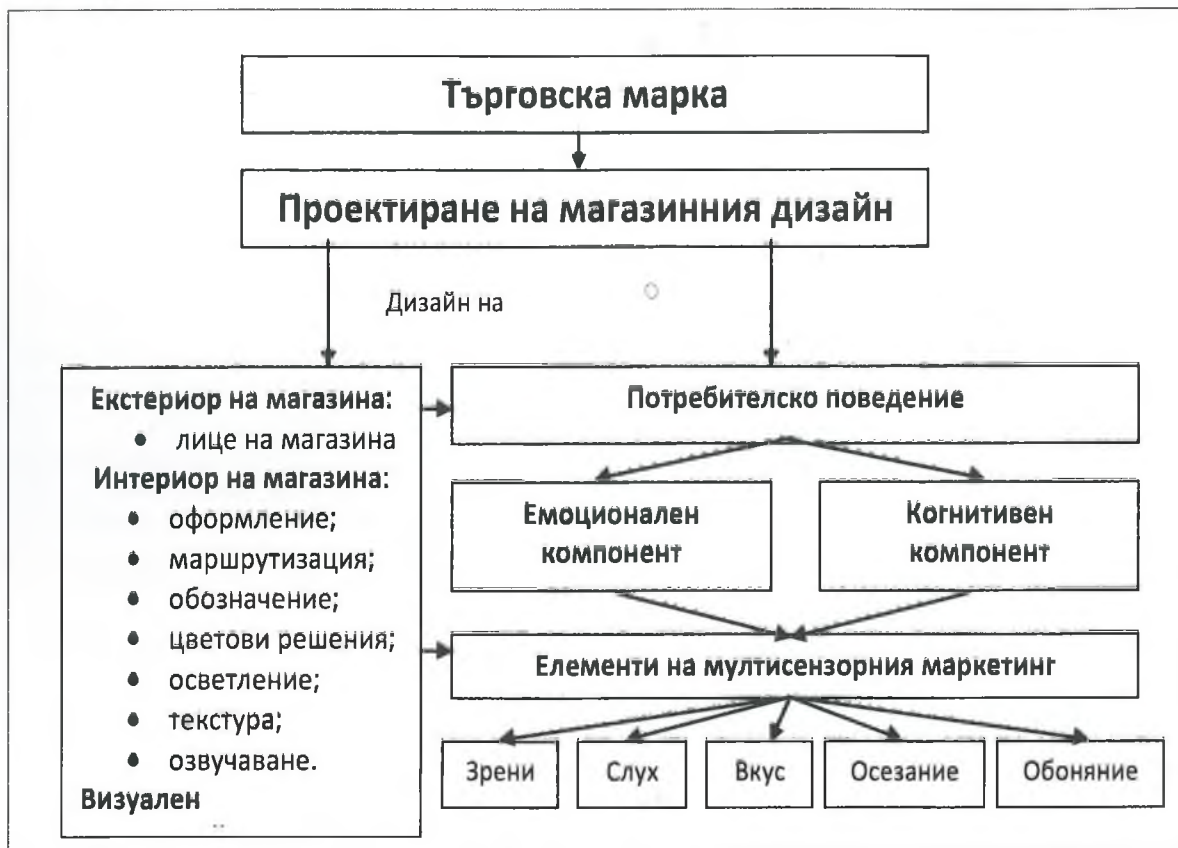 Търговска марка
Проектиране на магазинния дизайн
Дизайн на
Екстериор на магазина:
• лице на магазина
Интериор на магазина:
• оформление;
• маршрутизация;
• обозначение;
• цветови решения;
• осветление;
• текстура;
• озвучаване.
Визуален
Потребителско поведение
Емоционален
компонент
Когнитивен
компонент
Елементи на мултисензорния маркетинг
Зрени
Слух
Вкус
Осезание
Обоняние